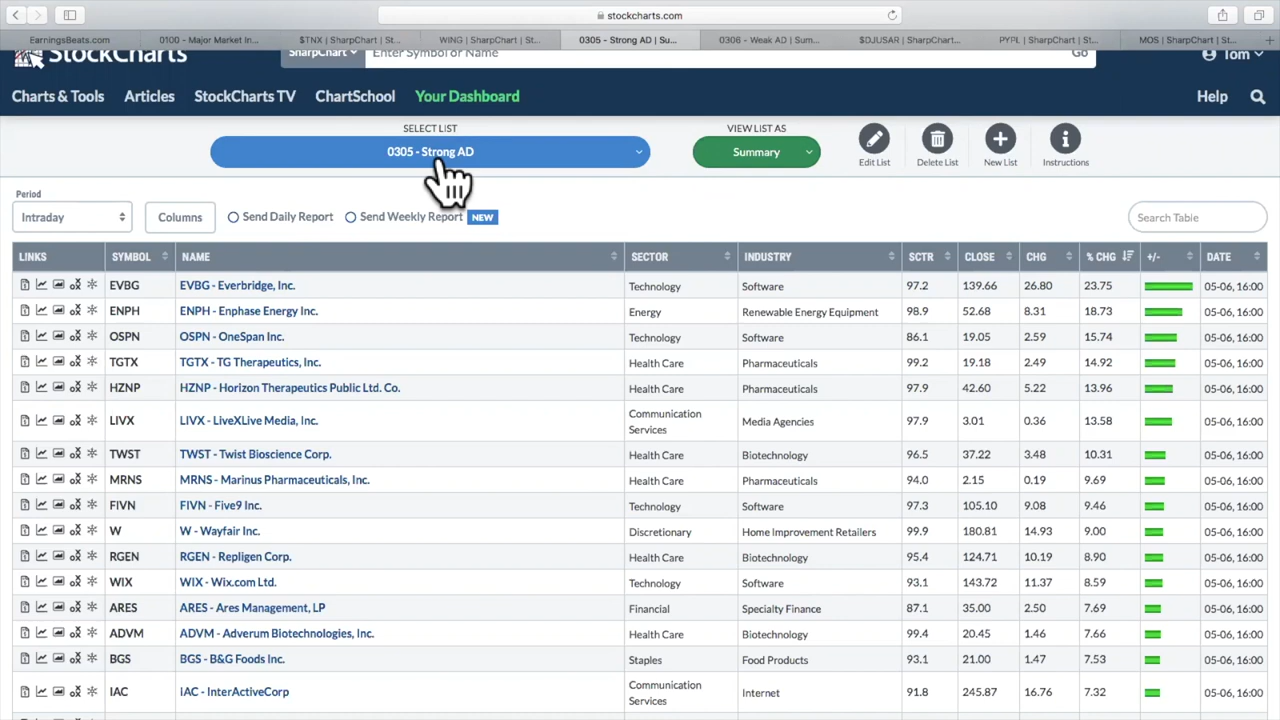 stockcharts.com
EarningsBeats.com 0100 - Major Market In... $TNX | SharpChart | St... WING | SharpChart | St... 0305 - Strong AD | Su... 0306 - Weak AD | Sum... $DJUSAR | SharpChart... PYPL | SharpChart | St... MOS | SharpChart | St...
StockCharts SharpChart Enter Symbol or Name Go Tom
Charts & Tools Articles StockCharts TV ChartSchool Your Dashboard Help
SELECT LIST VIEW LIST AS
0305 - Strong AD Summary
Edit List Delete List New List Instructions
Period
Intraday Columns Send Daily Report Send Weekly Report NEW Search Table
LINKS SYMBOL NAME SECTOR INDUSTRY SCTR CLOSE CHG % CHG +/- DATE
EVBG EVBG - Everbridge, Inc. Technology Software 97.2 139.66 26.80 23.75 05-06, 16:00
ENPH ENPH - Enphase Energy Inc. Energy Renewable Energy Equipment 98.9 52.68 8.31 18.73 05-06, 16:00
OSPN OSPN - OneSpan Inc. Technology Software 86.1 19.05 2.59 15.74 05-06, 16:00
TGTX TGTX - TG Therapeutics, Inc. Health Care Pharmaceuticals 99.2 19.18 2.49 14.92 05-06, 16:00
HZNP HZNP - Horizon Therapeutics Public Ltd. Co. Health Care Pharmaceuticals 97.9 42.60 5.22 13.96 05-06, 16:00
LIVX LIVX - LiveXLive Media, Inc. Communication Services Media Agencies 97.9 3.01 0.36 13.58 05-06, 16:00
TWST TWST - Twist Bioscience Corp. Health Care Biotechnology 96.5 37.22 3.48 10.31 05-06, 16:00
MRNS MRNS - Marinus Pharmaceuticals, Inc. Health Care Pharmaceuticals 94.0 2.15 0.19 9.69 05-06, 16:00
FIVN FIVN - Five9 Inc. Technology Software 97.3 105.10 9.08 9.46 05-06, 16:00
W W - Wayfair Inc. Discretionary Home Improvement Retailers 99.9 180.81 14.93 9.00 05-06, 16:00
RGEN RGEN - Repligen Corp. Health Care Biotechnology 95.4 124.71 10.19 8.90 05-06, 16:00
WIX WIX - Wix.com Ltd. Technology Software 93.1 143.72 11.37 8.59 05-06, 16:00
ARES ARES - Ares Management, LP Financial Specialty Finance 87.1 35.00 2.50 7.69 05-06, 16:00
ADVM ADVM - Adverum Biotechnologies, Inc. Health Care Biotechnology 99.4 20.45 1.46 7.66 05-06, 16:00
BGS BGS - B&G Foods Inc. Staples Food Products 93.1 21.00 1.47 7.53 05-06, 16:00
IAC IAC - InterActiveCorp Communication Services Internet 91.8 245.87 16.76 7.32 05-06, 16:00